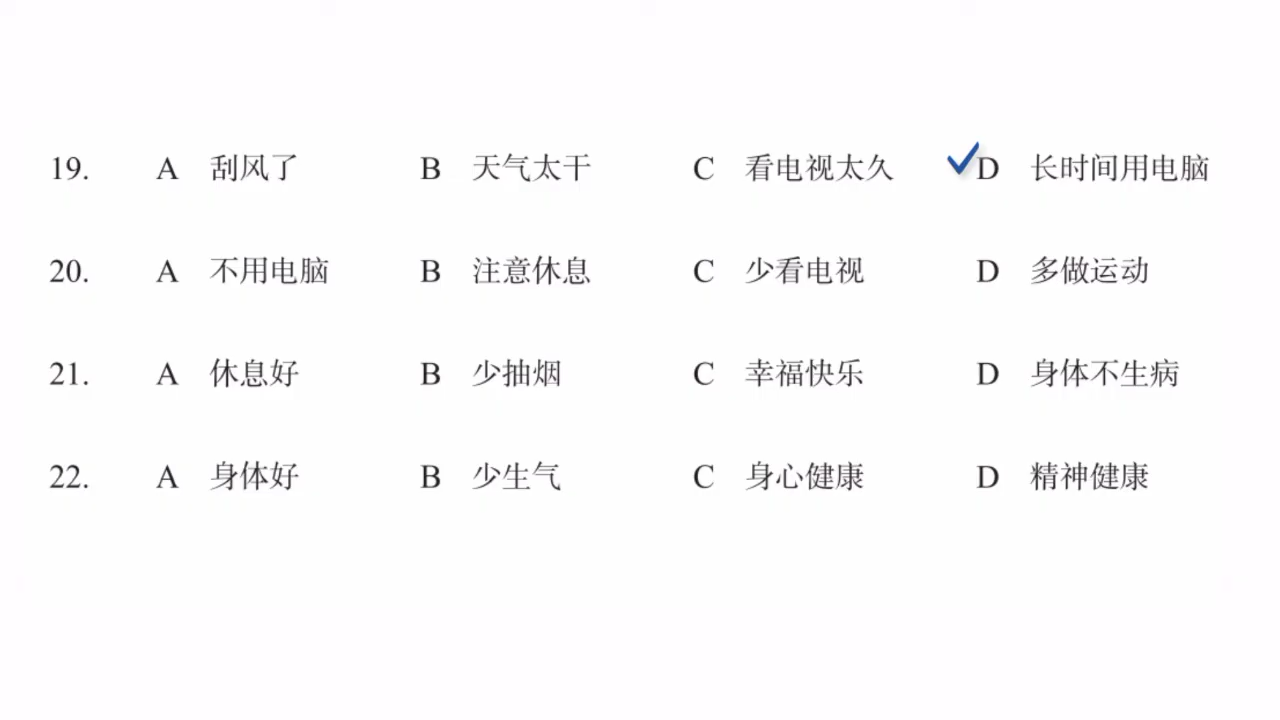 19. A 刮风了 B 天气太干 C 看电视太久 D 长时间用电脑
20. A 不用电脑 B 注意休息 C 少看电视 D 多做运动
21. A 休息好 B 少抽烟 C 幸福快乐 D 身体不生病
22. A 身体好 B 少生气 C 身心健康 D 精神健康